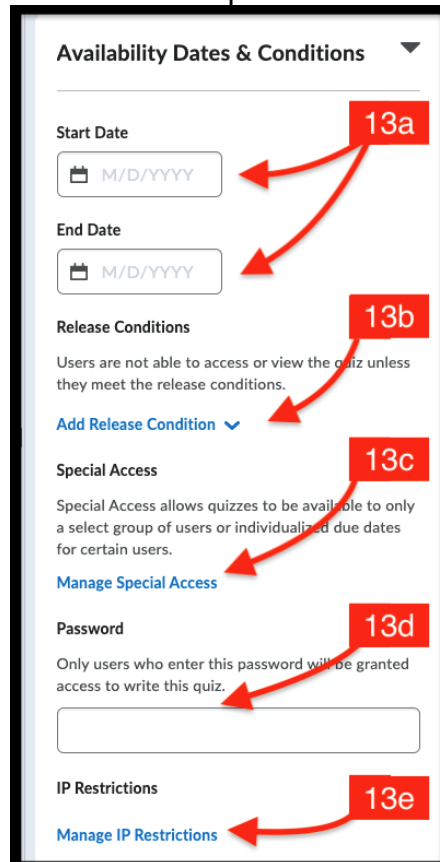 Availability Dates & Conditions
13a
Start Date
M/D/YYYY
End Date
M/D/YYYY
13b
Release Conditions
Users are not able to access or view the quiz unless
they meet the release conditions.
Add Release Condition
13c
Special Access
Special Access allows quizzes to be available to only
a select group of users or individualized due dates
for certain users.
Manage Special Access
13d
Password
Only users who enter this password will be granted
access to write this quiz.
IP Restrictions
13e
Manage IP Restrictions